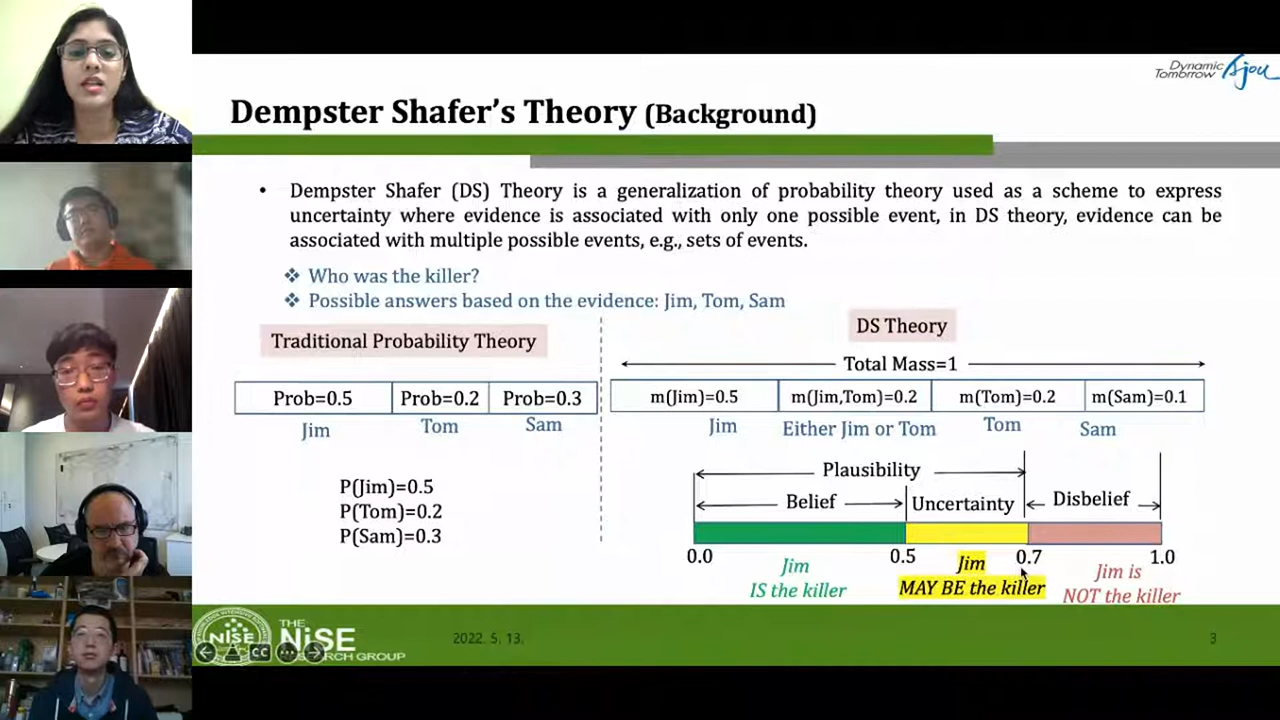 Dynamic
Tomorrow Ajou
Dempster Shafer's Theory (Background)
• Dempster Shafer (DS) Theory is a generalization of probability theory used as a scheme to express
uncertainty where evidence is associated with only one possible event, in DS theory, evidence can be
associated with multiple possible events, e.g., sets of events.
❖ Who was the killer?
❖ Possible answers based on the evidence: Jim, Tom, Sam
Traditional Probability Theory
Prob=0.5 Prob=0.2 Prob=0.3
Jim Tom Sam
P(Jim)=0.5
P(Tom)=0.2
P(Sam)=0.3
DS Theory
Total Mass=1
m(Jim)=0.5 m(Jim,Tom)=0.2 m(Tom)=0.2 m(Sam)=0.1
Jim Either Jim or Tom Tom Sam
Plausibility
Belief Uncertainty Disbelief
0.0 0.5 0.7 1.0
Jim
IS the killer
Jim
MAY BE the killer
Jim is
NOT the killer
NiSE
THE
NiSE
RESEARCH GROUP
CC
2022. 5. 13.
3